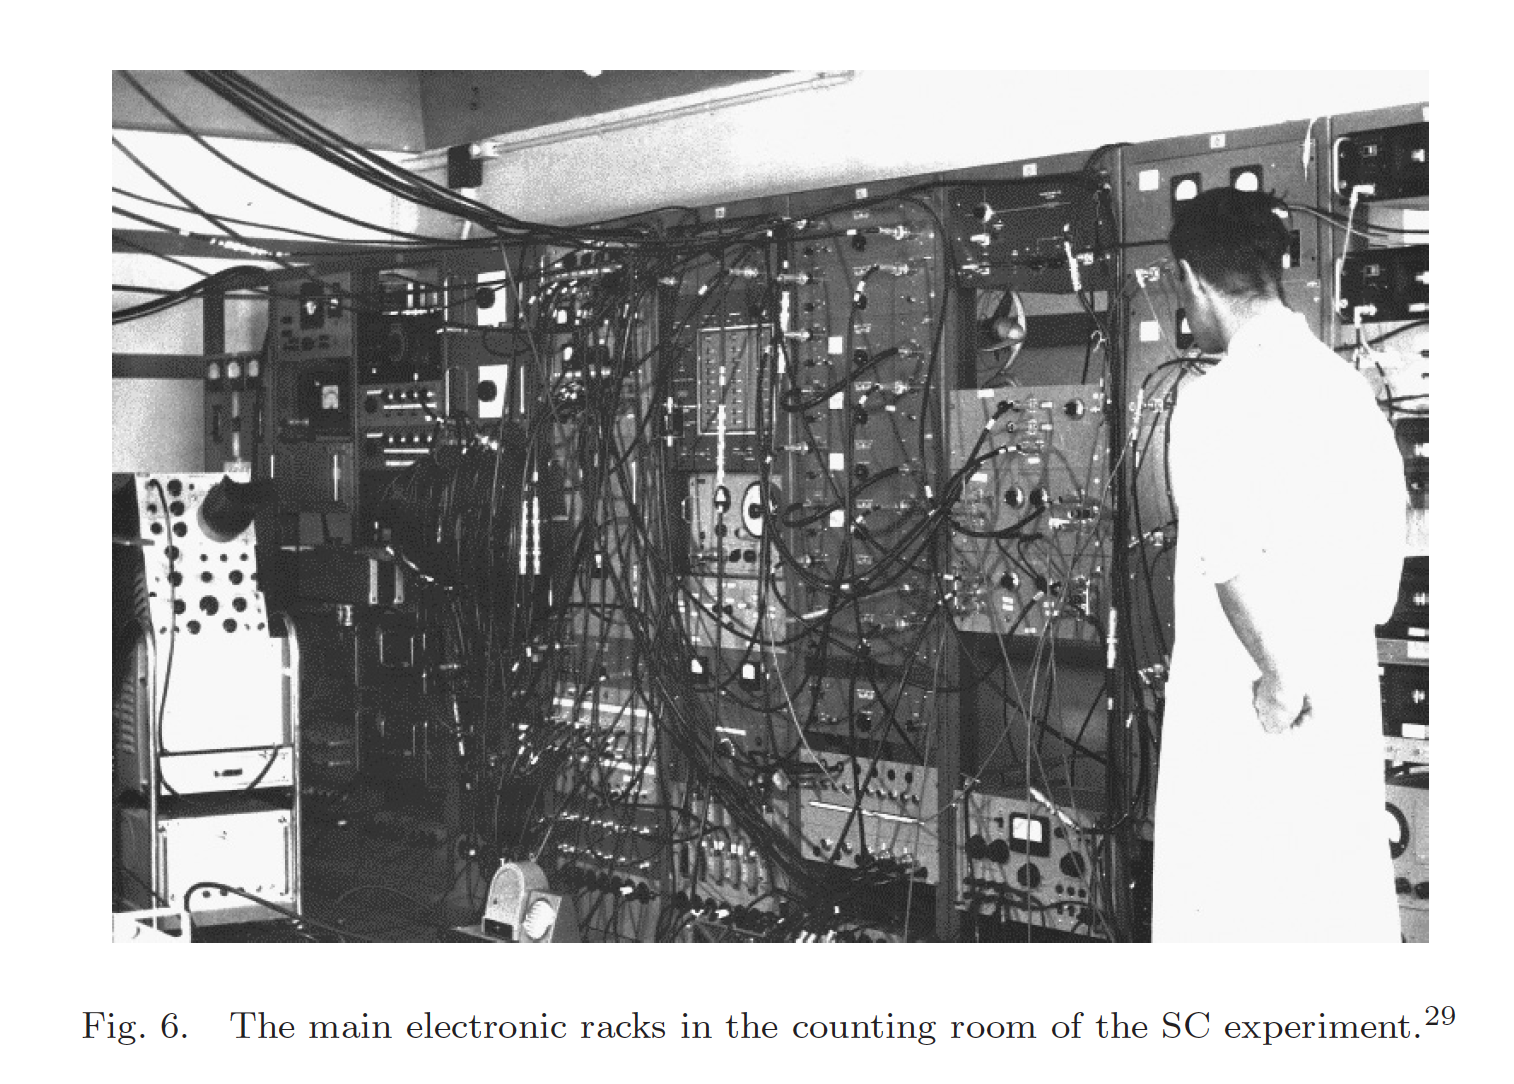 Fig. 6. The main electronic racks in the counting room of the SC experiment.29